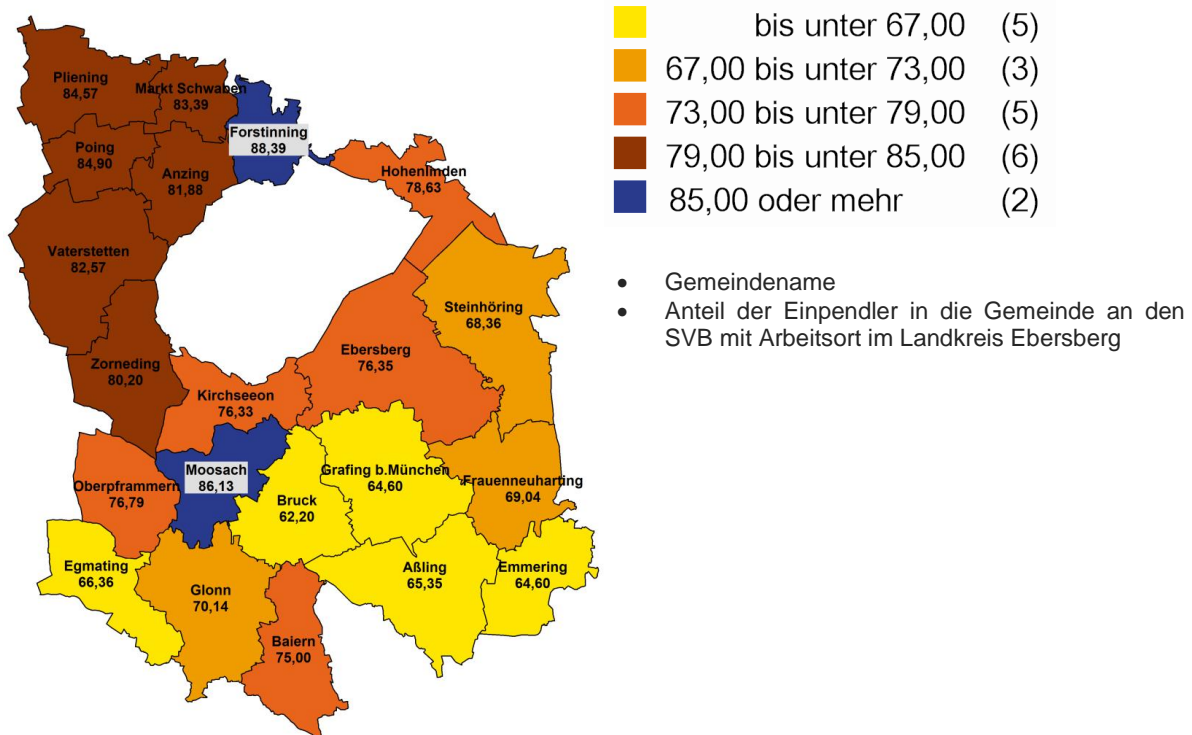 Pliening
84,57
Markt Schwaben
83,39
Forstinning
88,39
Poing
84,90
Anzing
81,88
Hohenlinden
78,63
Vaterstetten
82,57
Steinhöring
68,36
Zorneding
80,20
Ebersberg
76,35
Kirchseeon
76,33
Oberpframmern
76,79
Moosach
86,13
Bruck
62,20
Grafing b.München
64,60
Frauenneuharting
69,04
Egmating
66,36
Glonn
70,14
Aßling
65,35
Emmering
64,60
Baiern
75,00
bis unter 67,00 (5)
67,00 bis unter 73,00 (3)
73,00 bis unter 79,00 (5)
79,00 bis unter 85,00 (6)
85,00 oder mehr (2)
• Gemeindename
• Anteil der Einpendler in die Gemeinde an den
SVB mit Arbeitsort im Landkreis Ebersberg